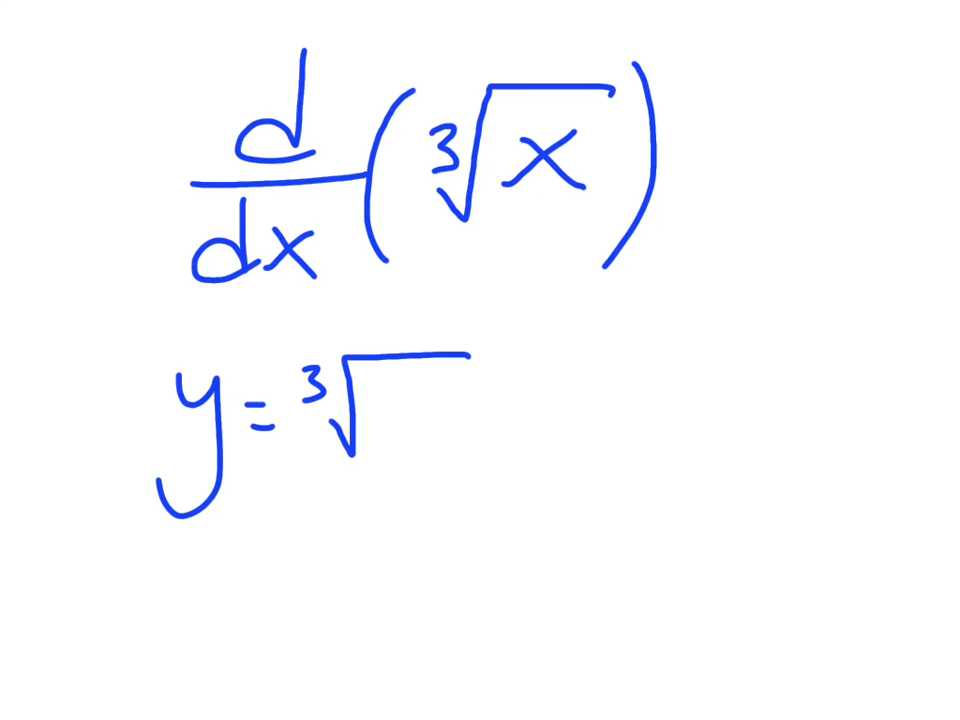 d/dx (∛x)
y = ∛